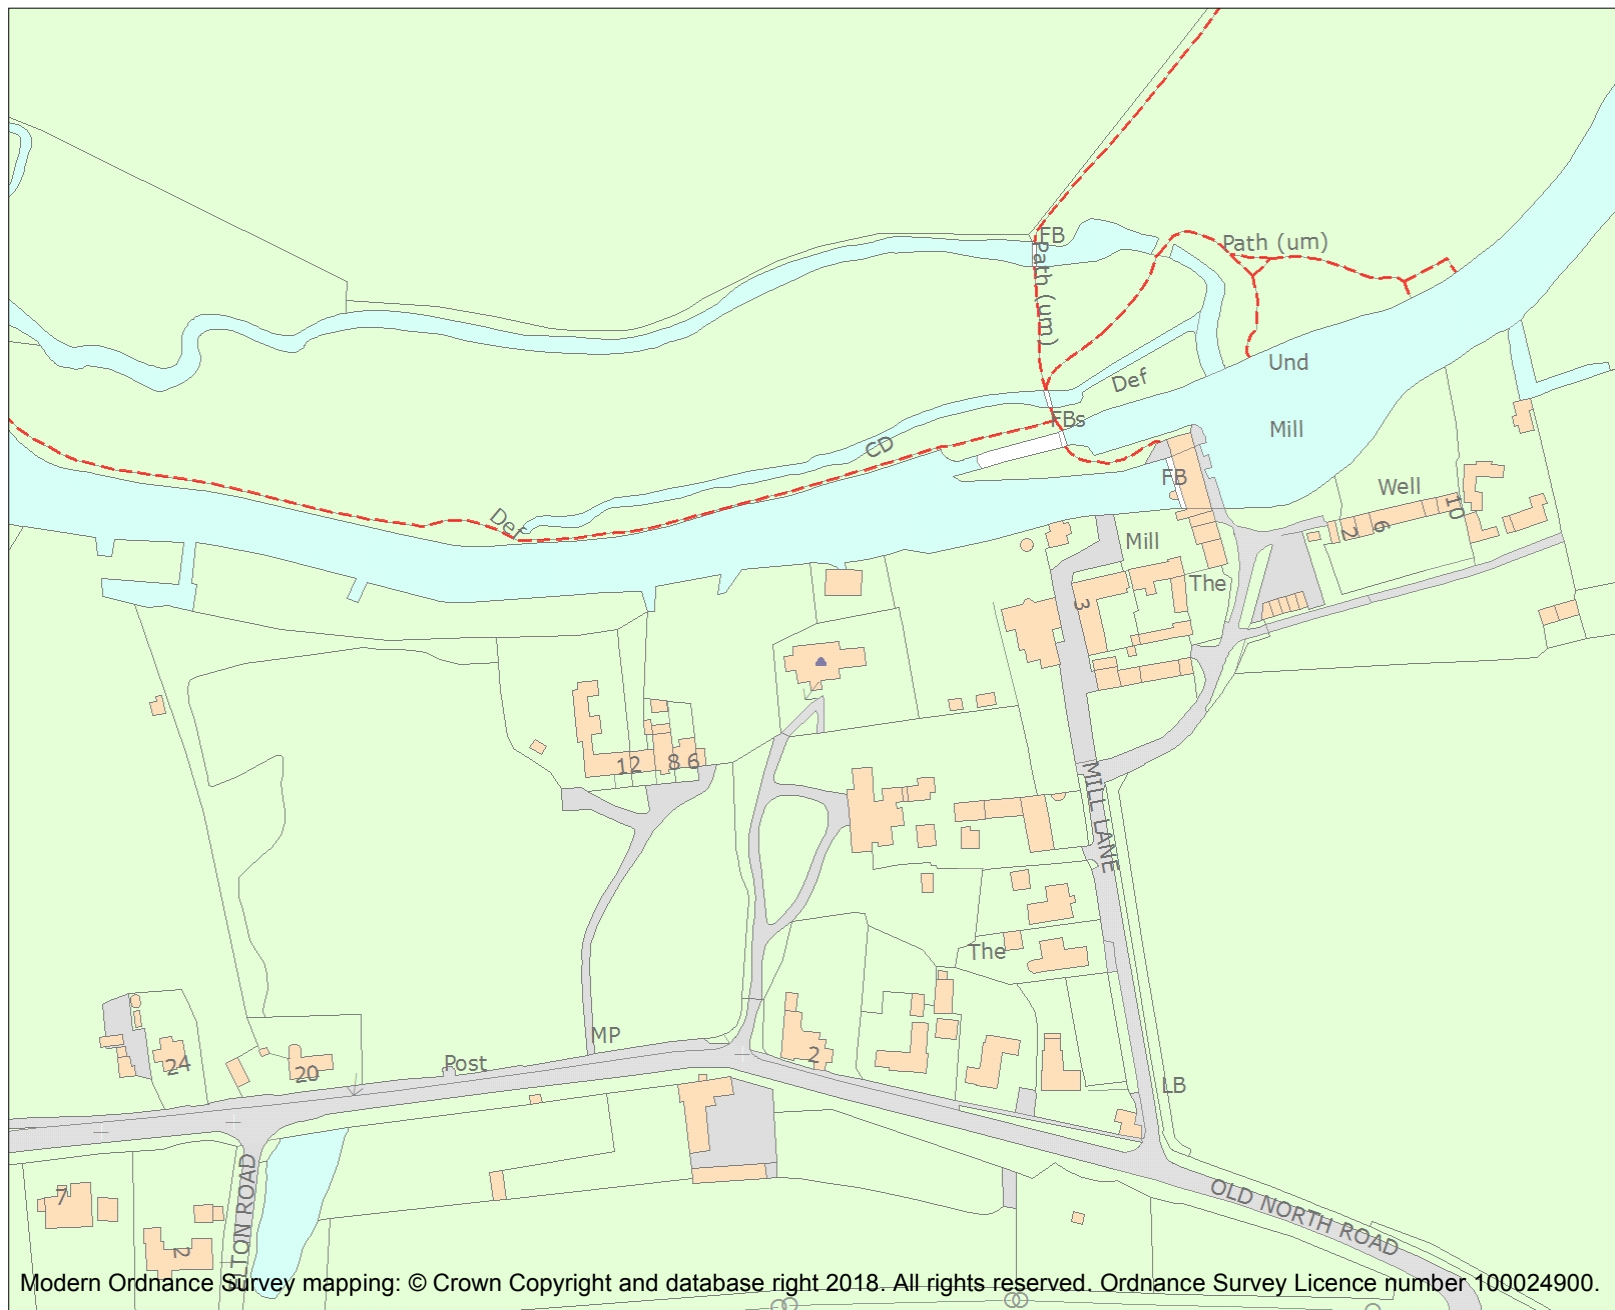 FB
Path (um)
Path (um)
Und
Def
FBs
Mill
CD
FB
Well
10
6
2
Def
Mill
The
3
12
8
6
MILL LANE
The
MP
Post
2
24
20
LB
7
2
LTON ROAD
OLD NORTH ROAD
Modern Ordnance Survey mapping: © Crown Copyright and database right 2018. All rights reserved. Ordnance Survey Licence number 100024900.